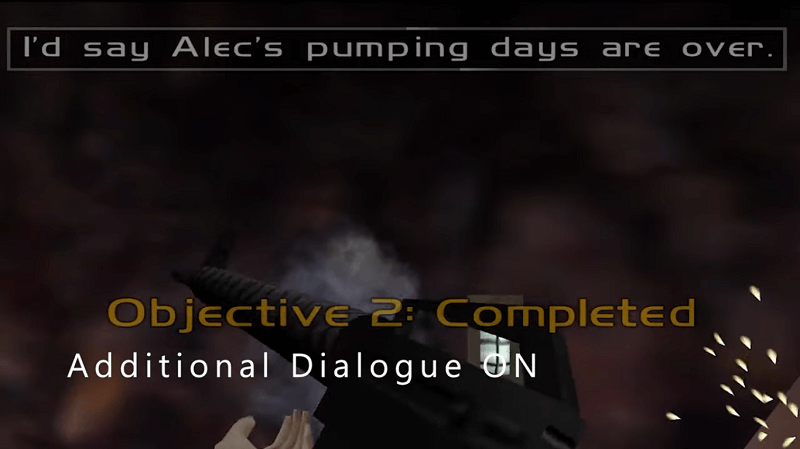 I'd say Alec's pumping days are over.
Objective 2: Completed
Additional Dialogue ON